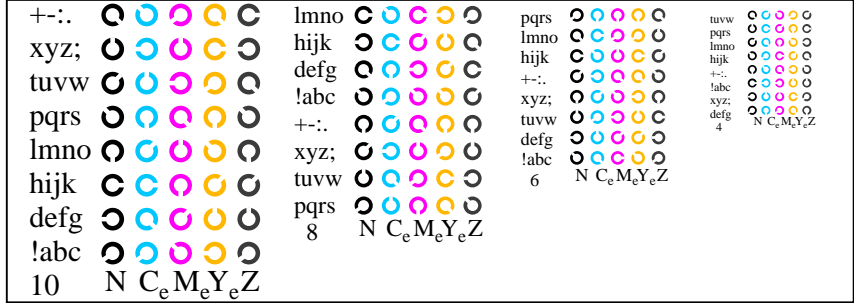 +-:.
xyz;
tuvw
pqrs
lmno
hijk
defg
!abc
10 N CeMeYeZ
lmno
hijk
defg
!abc
+-:.
xyz;
tuvw
pqrs
8 N CeMeYeZ
pqrs
lmno
hijk
+-:.
xyz;
tuvw
defg
!abc
6 N CeMeYeZ
tuvw
pqrs
lmno
hijk
+-:.
!abc
xyz;
defg
4 N CeMeYeZ